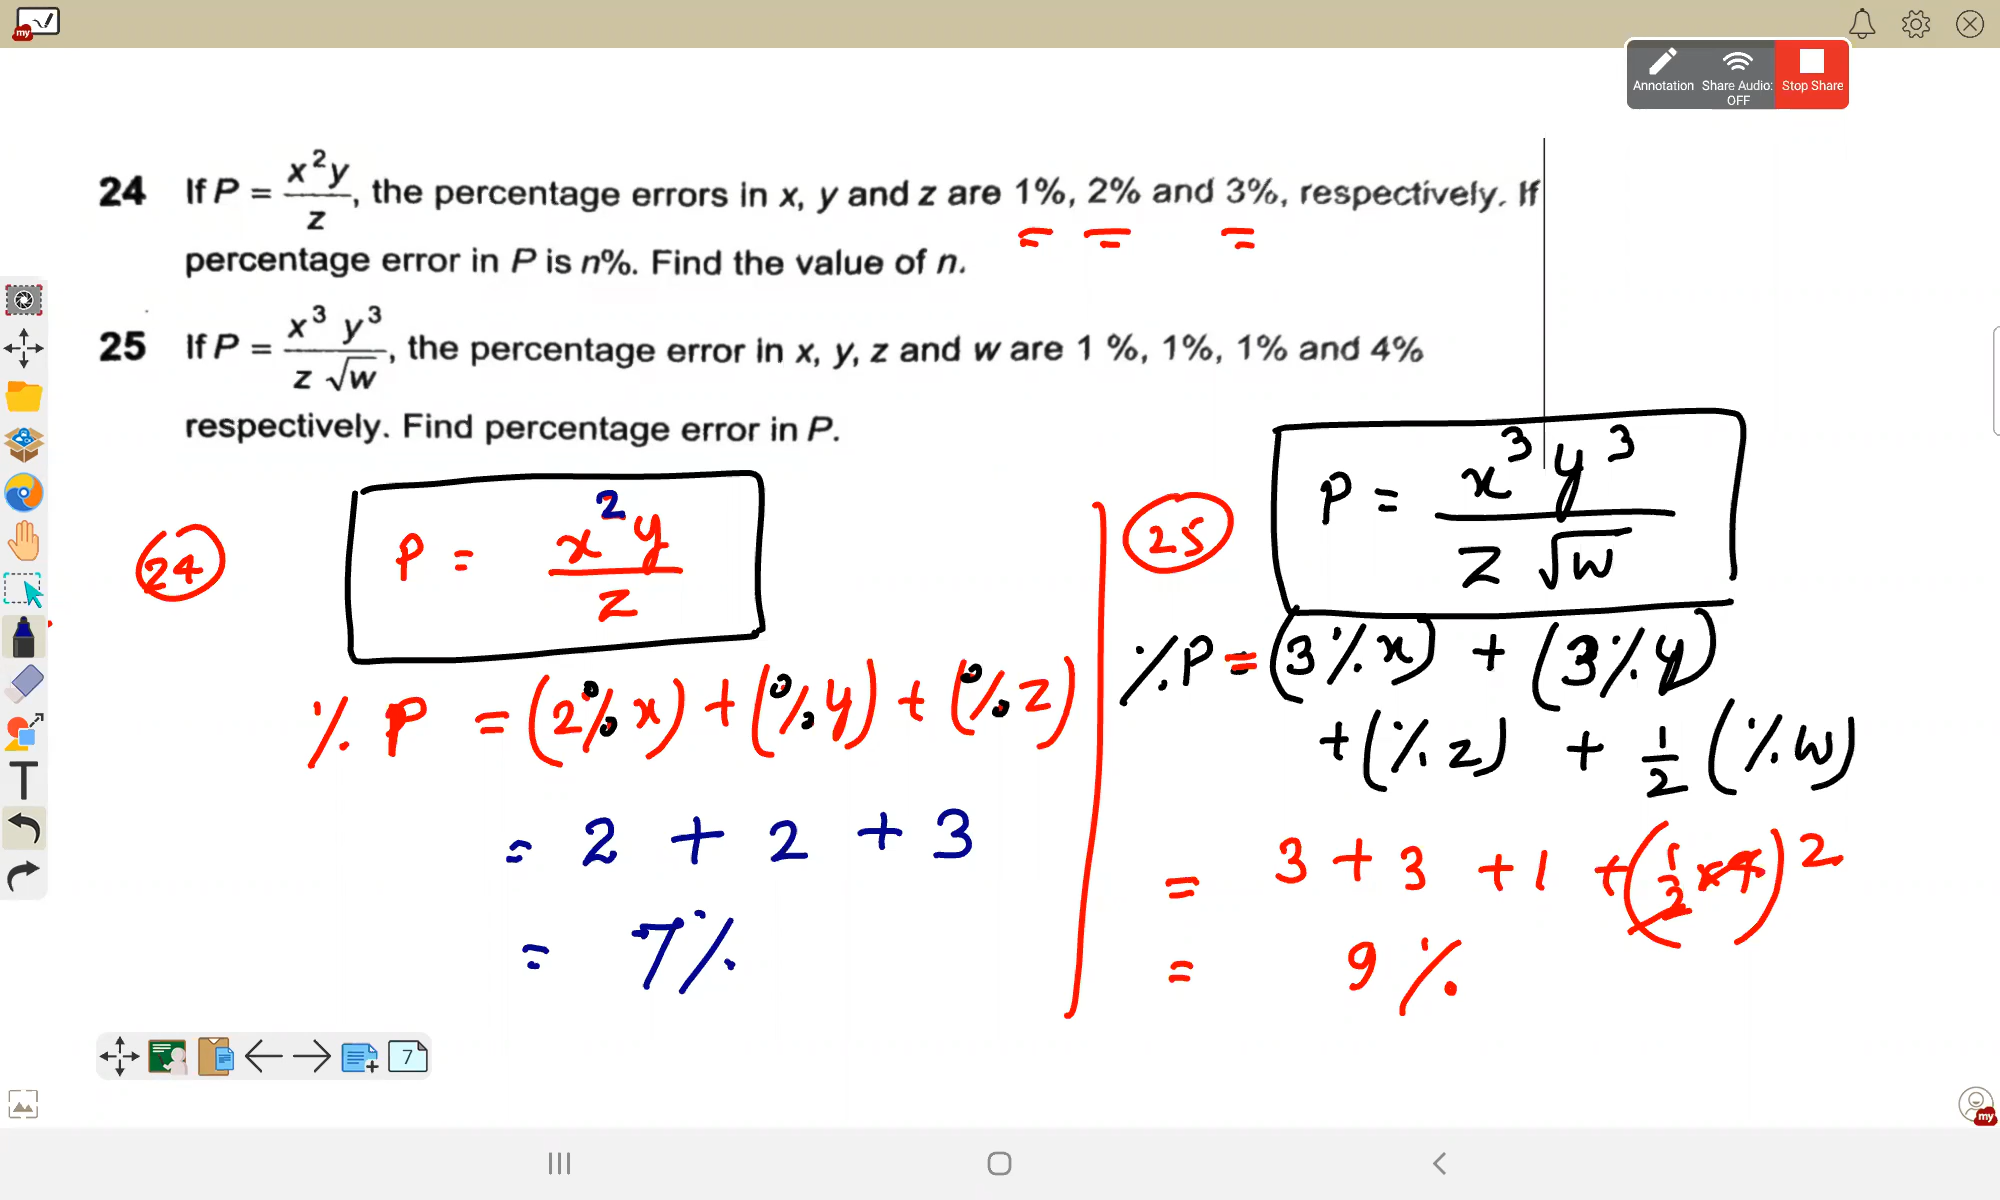 my
Annotation Share Audio: OFF Stop Share
24 If P = x²y / z, the percentage errors in x, y and z are 1%, 2% and 3%, respectively. If
percentage error in P is n%. Find the value of n.
25 If P = x³ y³ / z √w, the percentage error in x, y, z and w are 1 %, 1%, 1% and 4%
respectively. Find percentage error in P.
24
P = x²y / z
% P = (2% x) + (% y) + (% z)
= 2 + 2 + 3
= 7%
25
P = x³y³ / z √w
% P = (3% x) + (3% y)
+ (% z) + 1/2 (% w)
= 3 + 3 + 1 + (1/2 × 4) 2
= 9 %
T
7
my